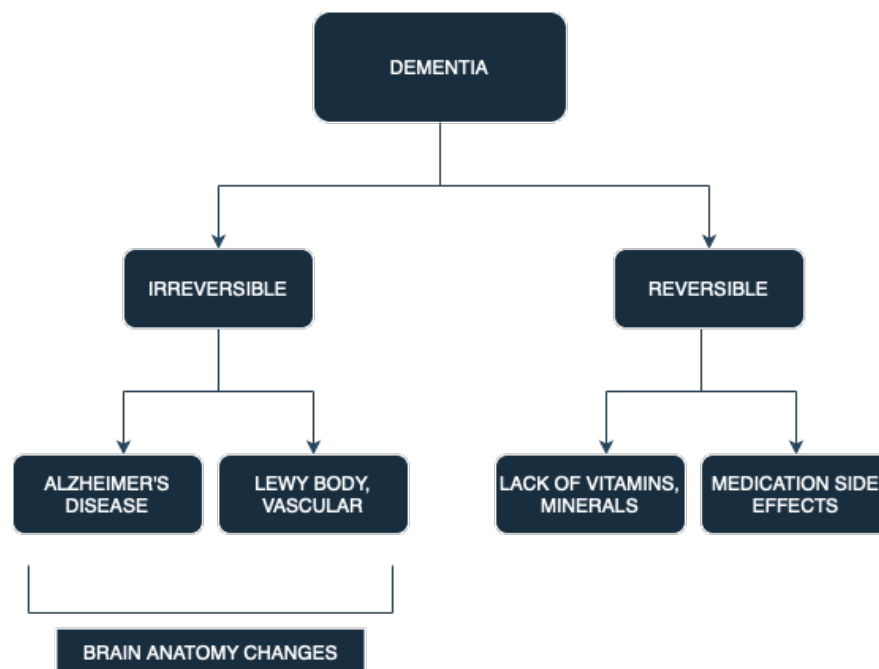 DEMENTIA
IRREVERSIBLE
REVERSIBLE
ALZHEIMER'S
DISEASE
LEWY BODY,
VASCULAR
LACK OF VITAMINS,
MINERALS
MEDICATION SIDE
EFFECTS
BRAIN ANATOMY CHANGES